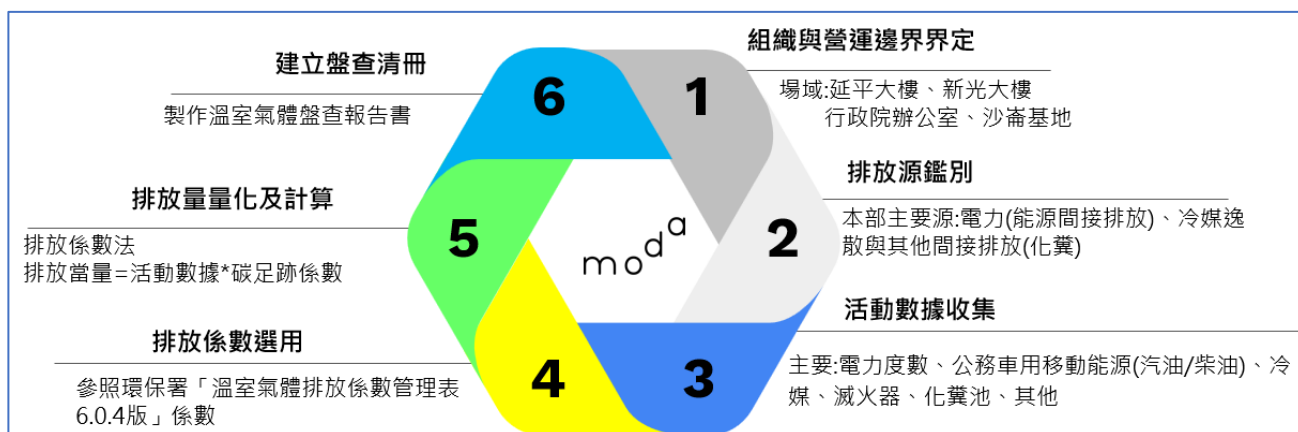 1
組織與營運邊界界定
場域:延平大樓、新光大樓
行政院辦公室、沙崙基地
2
排放源鑑別
本部主要源:電力(能源間接排放)、冷媒逸
散與其他間接排放(化糞)
3
活動數據收集
主要:電力度數、公務車用移動能源(汽油/柴油)、冷
媒、滅火器、化糞池、其他
4
排放係數選用
參照環保署「溫室氣體排放係數管理表
6.0.4版」係數
5
排放量量化及計算
排放係數法
排放當量=活動數據*碳足跡係數
6
建立盤查清冊
製作溫室氣體盤查報告書
moda